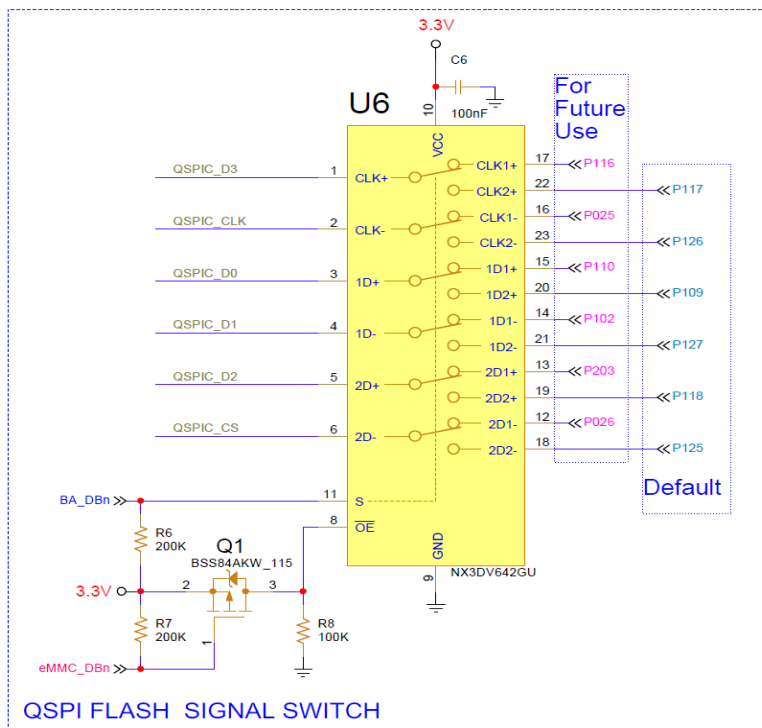 3.3V
C6
100nF
U6
10
VCC
For
Future
Use
QSPIC_D3
1
CLK+
CLK1+
17
P116
CLK2+
22
P117
QSPIC_CLK
2
CLK-
CLK1-
16
P025
CLK2-
23
P126
QSPIC_D0
3
1D+
1D1+
15
P110
1D2+
20
P109
QSPIC_D1
4
1D-
1D1-
14
P102
1D2-
21
P127
QSPIC_D2
5
2D+
2D1+
13
P203
2D2+
19
P118
QSPIC_CS
6
2D-
2D1-
12
P026
2D2-
18
P125
Default
BA_DBn
11
S
8
OE
R6
200K
Q1
BSS84AKW_115
GND
9
NX3DV642GU
3.3V
2
3
R7
200K
1
R8
100K
eMMC_DBn
QSPI FLASH SIGNAL SWITCH